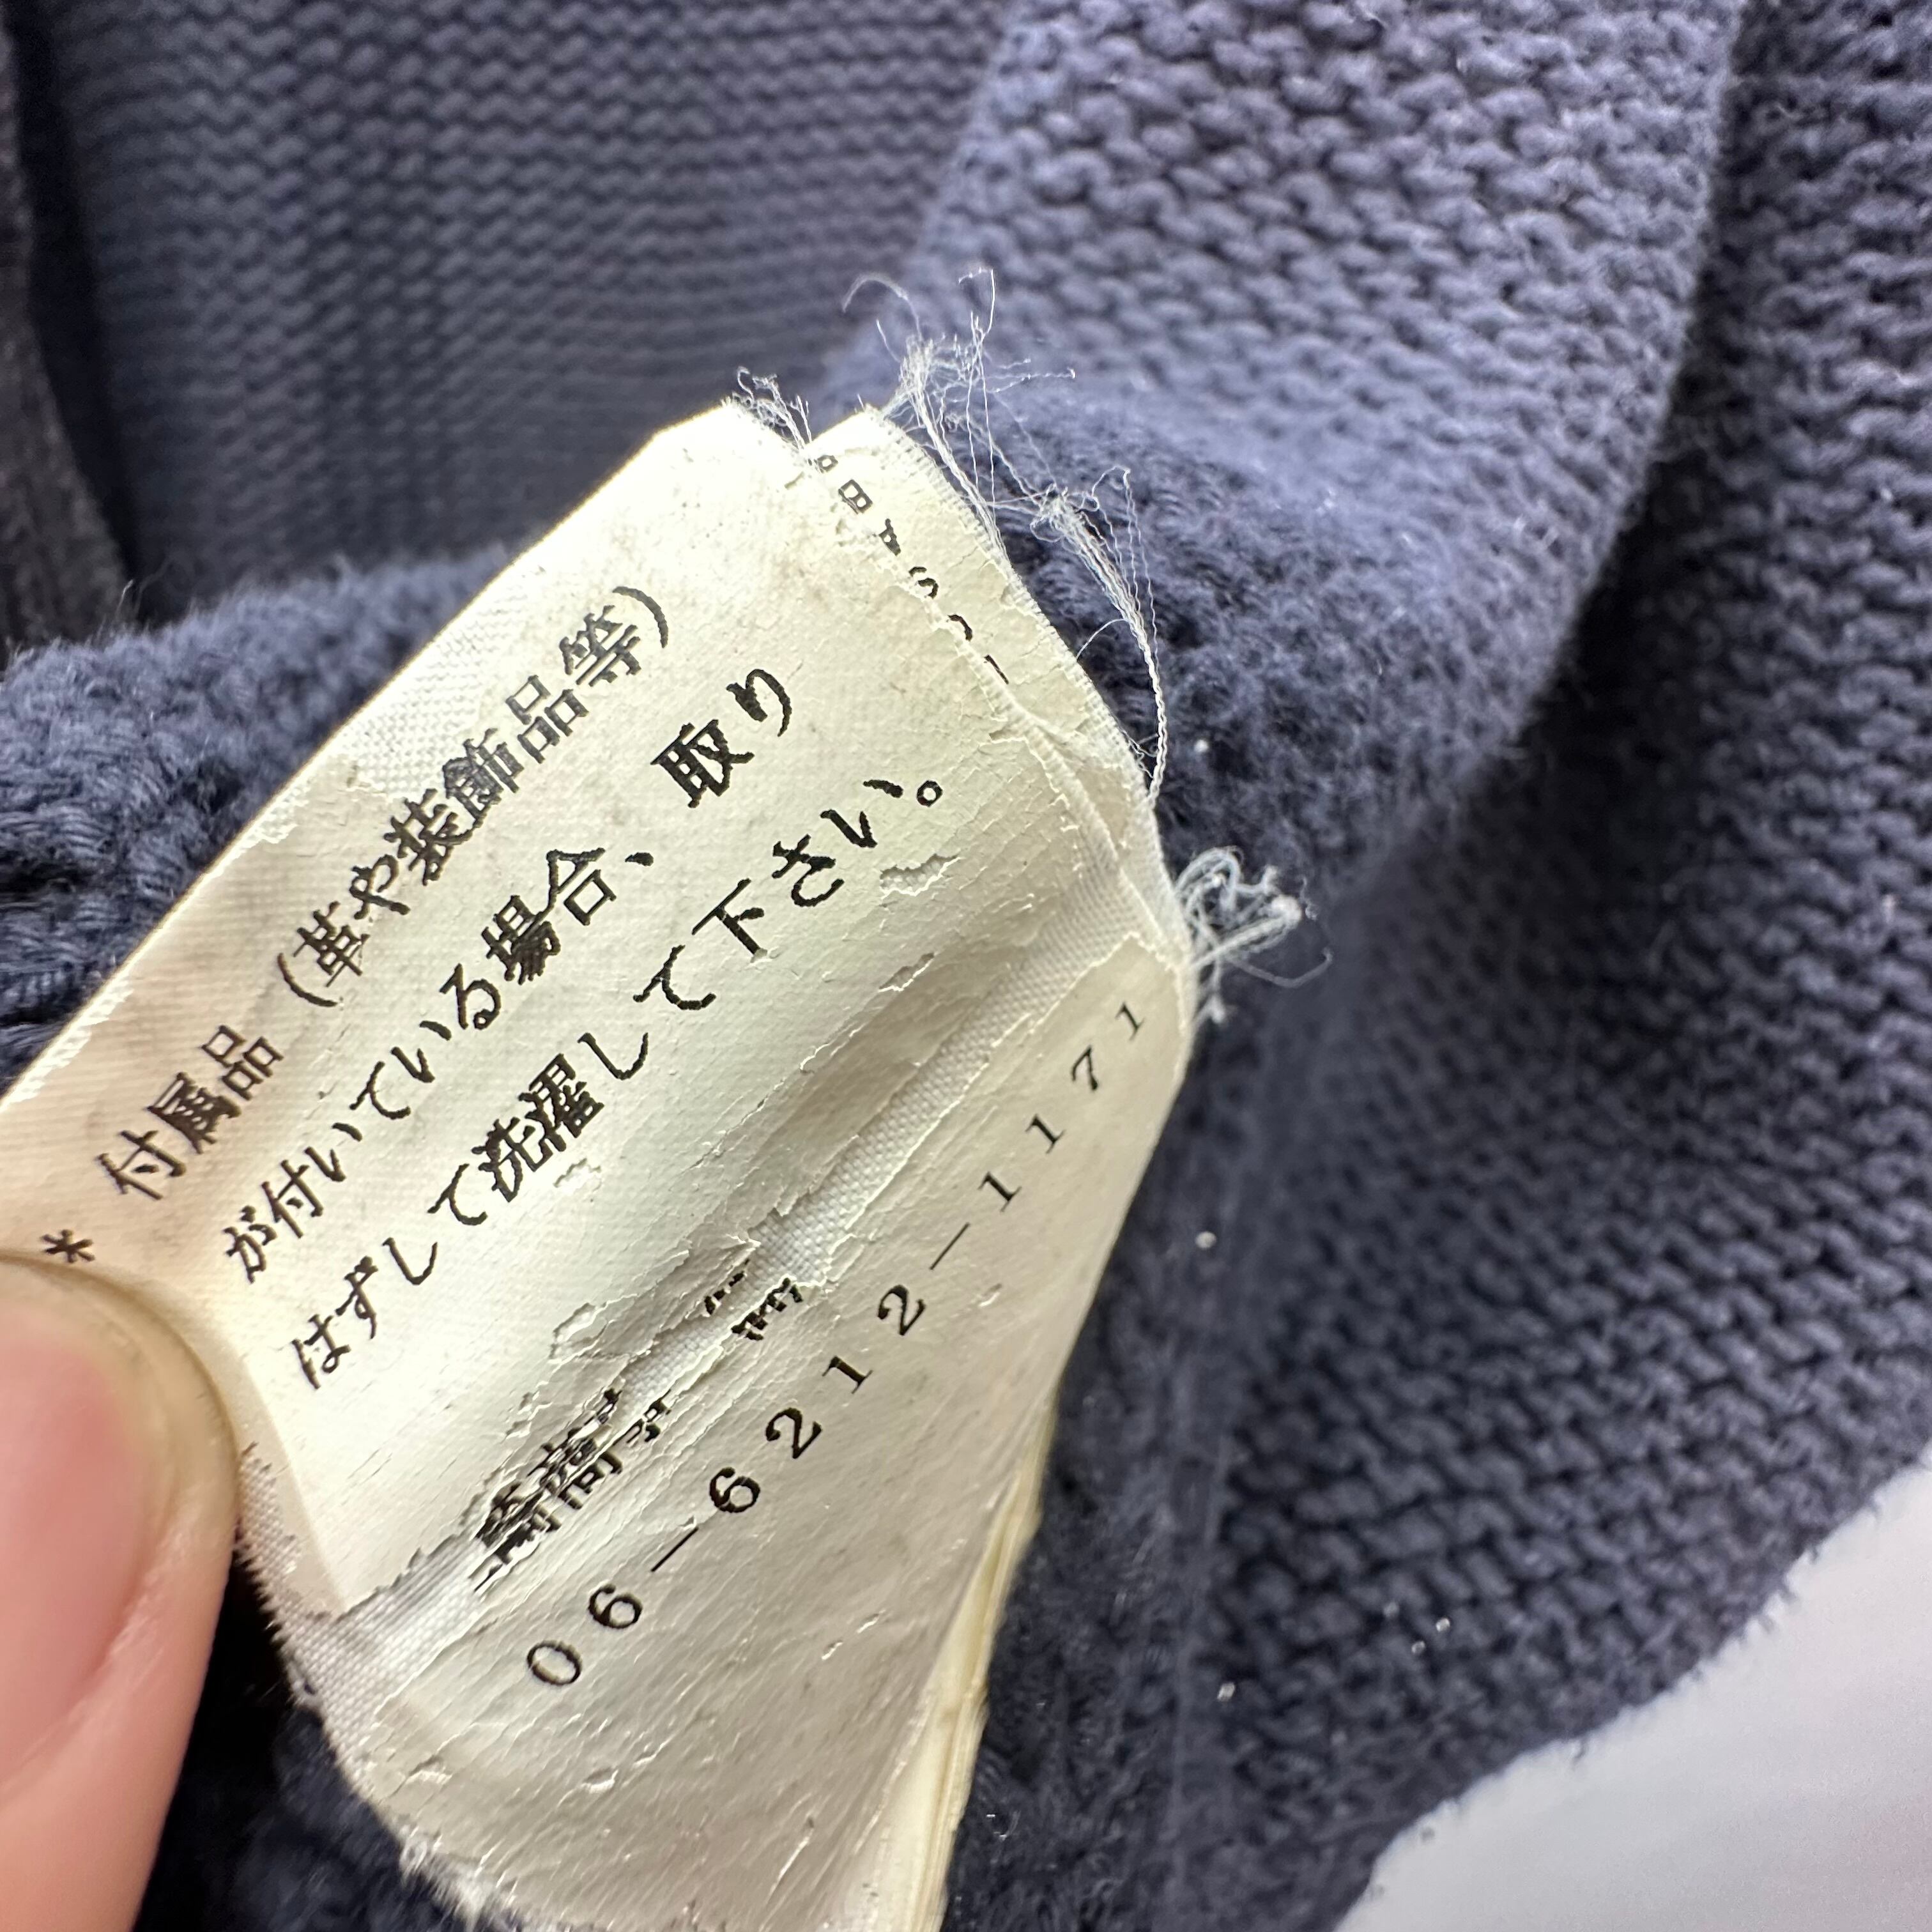 * 付属品(革や装飾品等)
が付いている場合、取り
はずして洗濯して下さい。
06-6212-1171